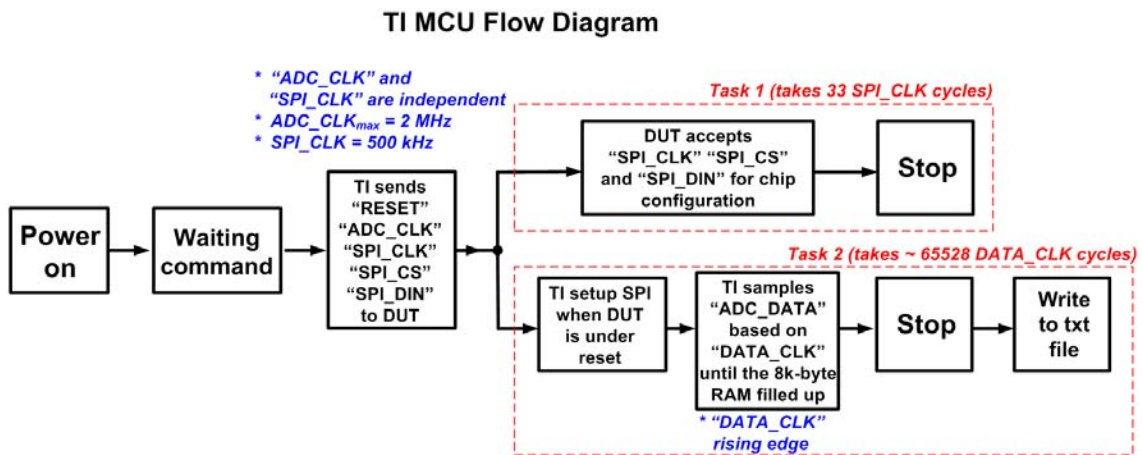 TI MCU Flow Diagram
* “ADC_CLK” and
“SPI_CLK” are independent
* ADC_CLKmax = 2 MHz
* SPI_CLK = 500 kHz
Power
on
Waiting
command
TI sends
“RESET”
“ADC_CLK”
“SPI_CLK”
“SPI_CS”
“SPI_DIN”
to DUT
Task 1 (takes 33 SPI_CLK cycles)
DUT accepts
“SPI_CLK” “SPI_CS”
and “SPI_DIN” for chip
configuration
Stop
Task 2 (takes ~ 65528 DATA_CLK cycles)
TI setup SPI
when DUT
is under
reset
TI samples
“ADC_DATA”
based on
“DATA_CLK”
until the 8k-byte
RAM filled up
* “DATA_CLK”
rising edge
Stop
Write
to txt
file